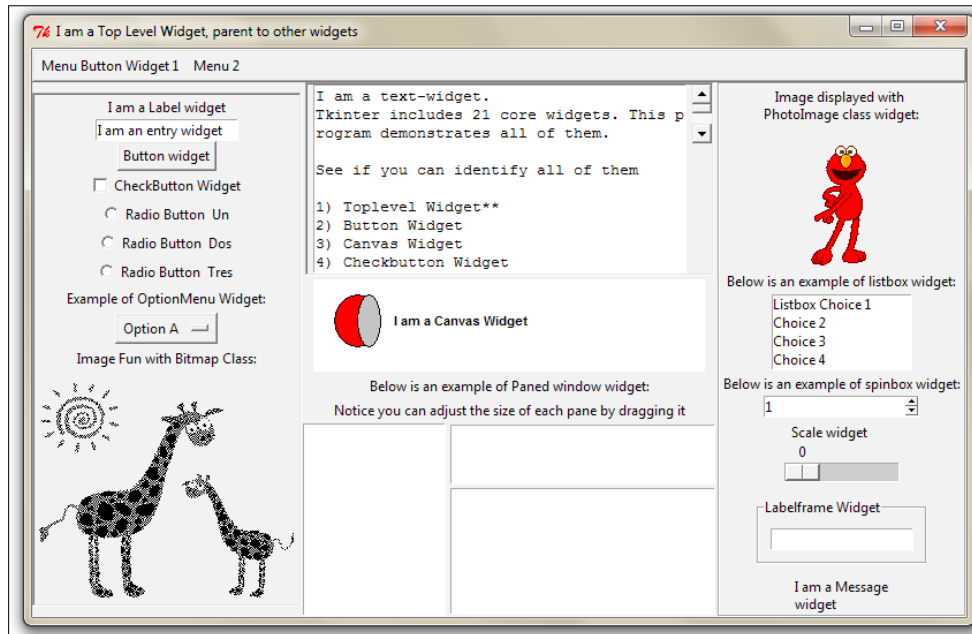 I am a Top Level Widget, parent to other widgets
Menu Button Widget 1 Menu 2
I am a Label widget
I am an entry widget
Button widget
CheckButton Widget
Radio Button Un
Radio Button Dos
Radio Button Tres
Example of OptionMenu Widget:
Option A
Image Fun with Bitmap Class:
I am a text-widget.
Tkinter includes 21 core widgets. This p
rogram demonstrates all of them.
See if you can identify all of them
1) Toplevel Widget**
2) Button Widget
3) Canvas Widget
4) Checkbutton Widget
I am a Canvas Widget
Below is an example of Paned window widget:
Notice you can adjust the size of each pane by dragging it
Image displayed with
PhotoImage class widget:
Below is an example of listbox widget:
Listbox Choice 1
Choice 2
Choice 3
Choice 4
Below is an example of spinbox widget:
1
Scale widget
0
Labelframe Widget
I am a Message
widget